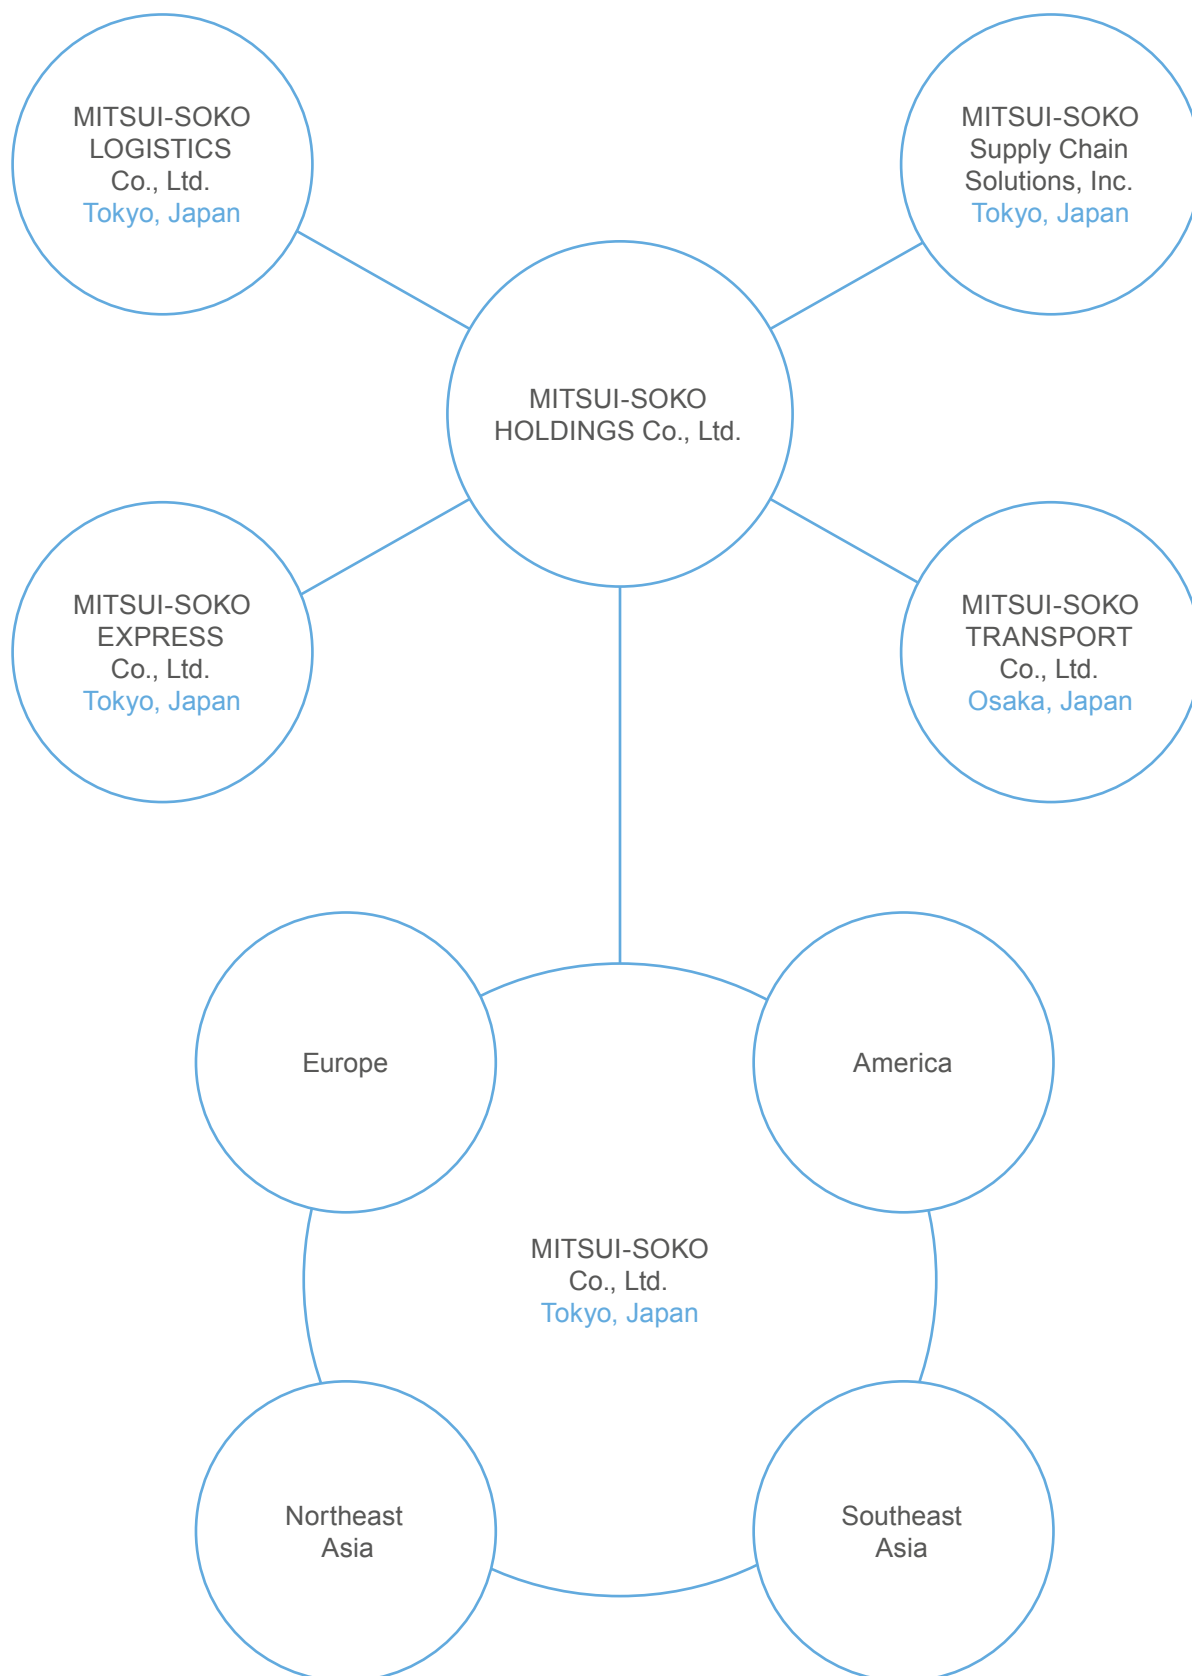 MITSUI-SOKO
LOGISTICS
Co., Ltd.
Tokyo, Japan
MITSUI-SOKO
Supply Chain
Solutions, Inc.
Tokyo, Japan
MITSUI-SOKO
HOLDINGS Co., Ltd.
MITSUI-SOKO
EXPRESS
Co., Ltd.
Tokyo, Japan
MITSUI-SOKO
TRANSPORT
Co., Ltd.
Osaka, Japan
Europe
America
MITSUI-SOKO
Co., Ltd.
Tokyo, Japan
Northeast
Asia
Southeast
Asia